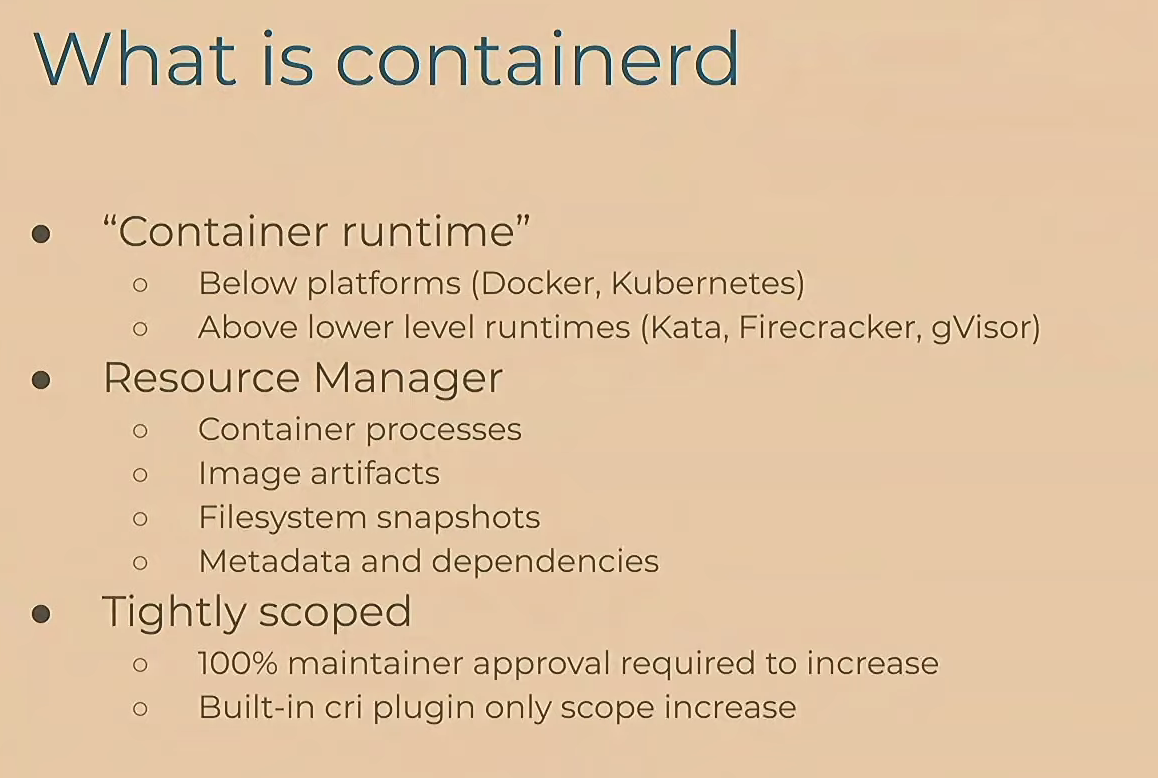 What is containerd
● “Container runtime”
○ Below platforms (Docker, Kubernetes)
○ Above lower level runtimes (Kata, Firecracker, gVisor)
● Resource Manager
○ Container processes
○ Image artifacts
○ Filesystem snapshots
○ Metadata and dependencies
● Tightly scoped
○ 100% maintainer approval required to increase
○ Built-in cri plugin only scope increase